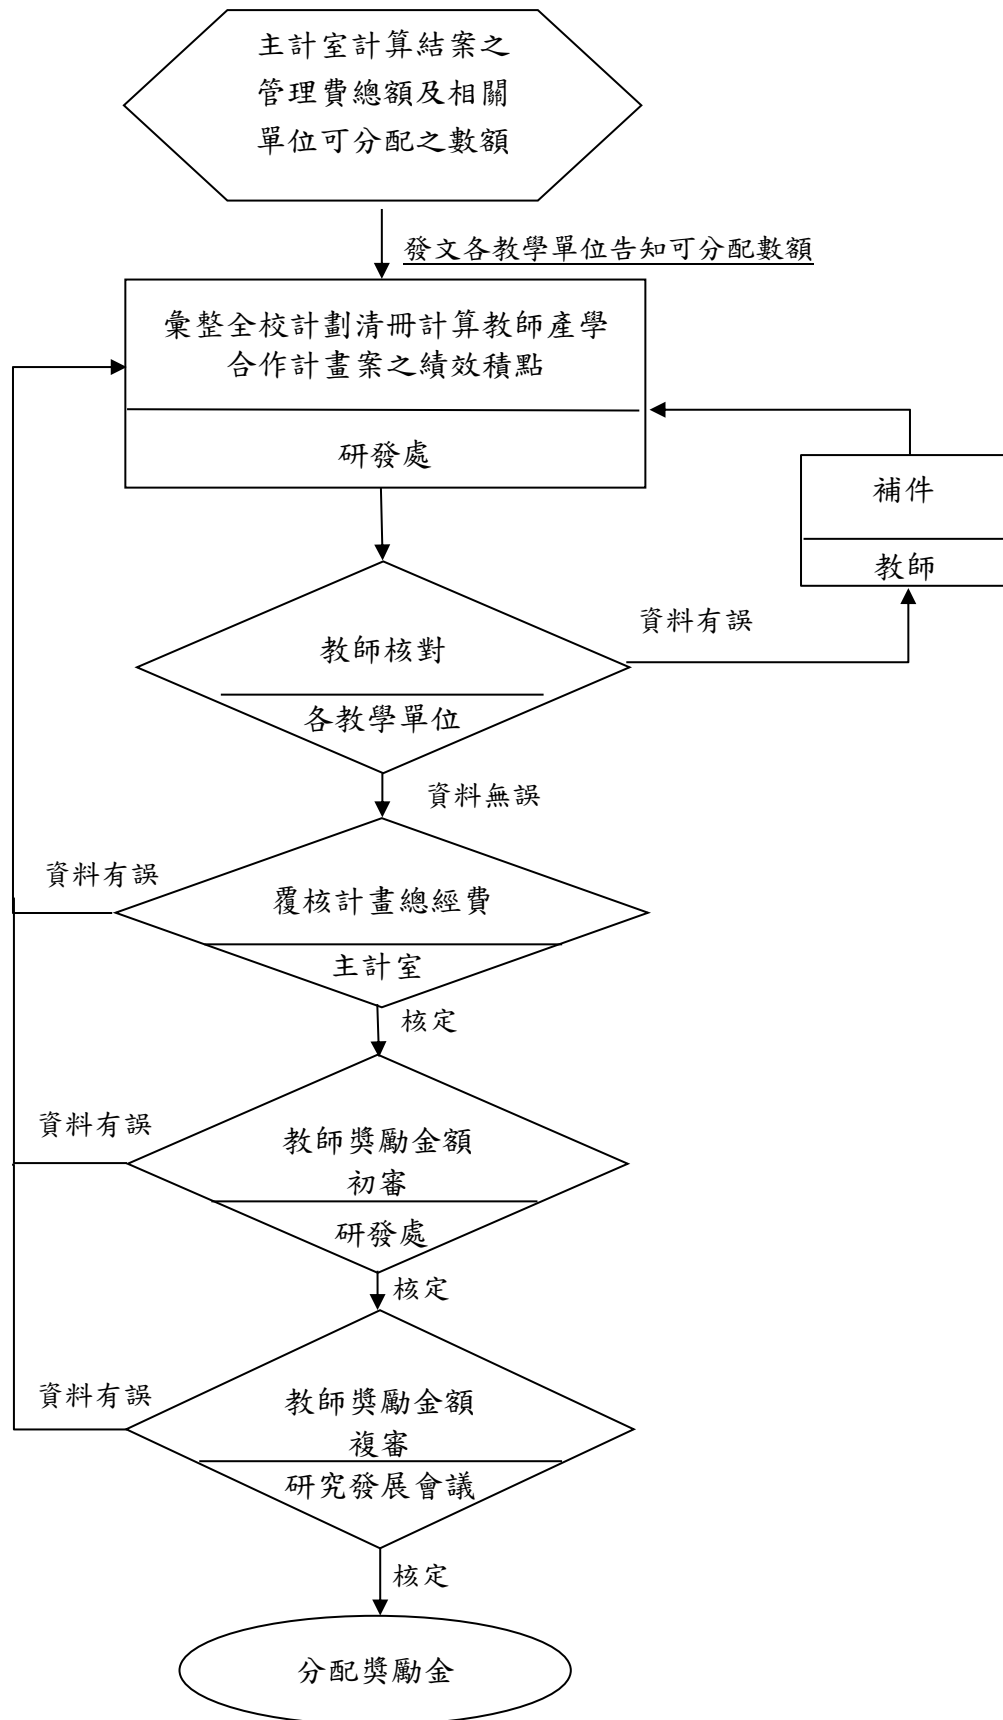 主計室計算結案之
管理費總額及相關
單位可分配之數額
發文各教學單位告知可分配數額
彙整全校計劃清冊計算教師產學
合作計畫案之績效積點
研發處
補件
教師
資料有誤
教師核對
各教學單位
資料無誤
資料有誤
覆核計畫總經費
主計室
核定
資料有誤
教師獎勵金額
初審
研發處
核定
資料有誤
教師獎勵金額
複審
研究發展會議
核定
分配獎勵金